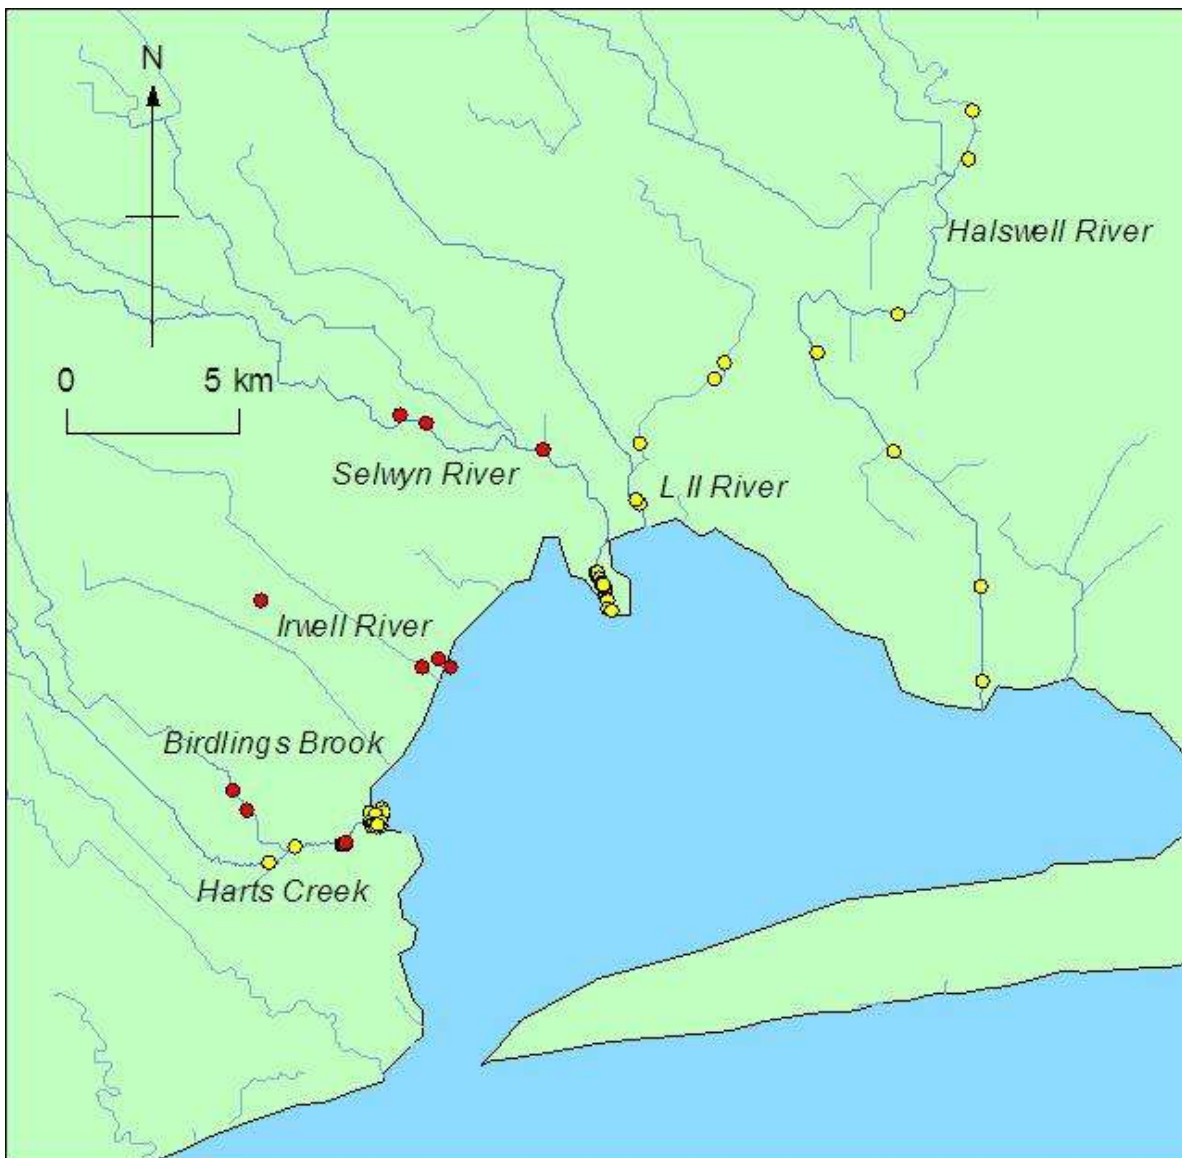 N
Halswell River
0 5 km
Selwyn River
L II River
Irwell River
Birdlings Brook
Harts Creek